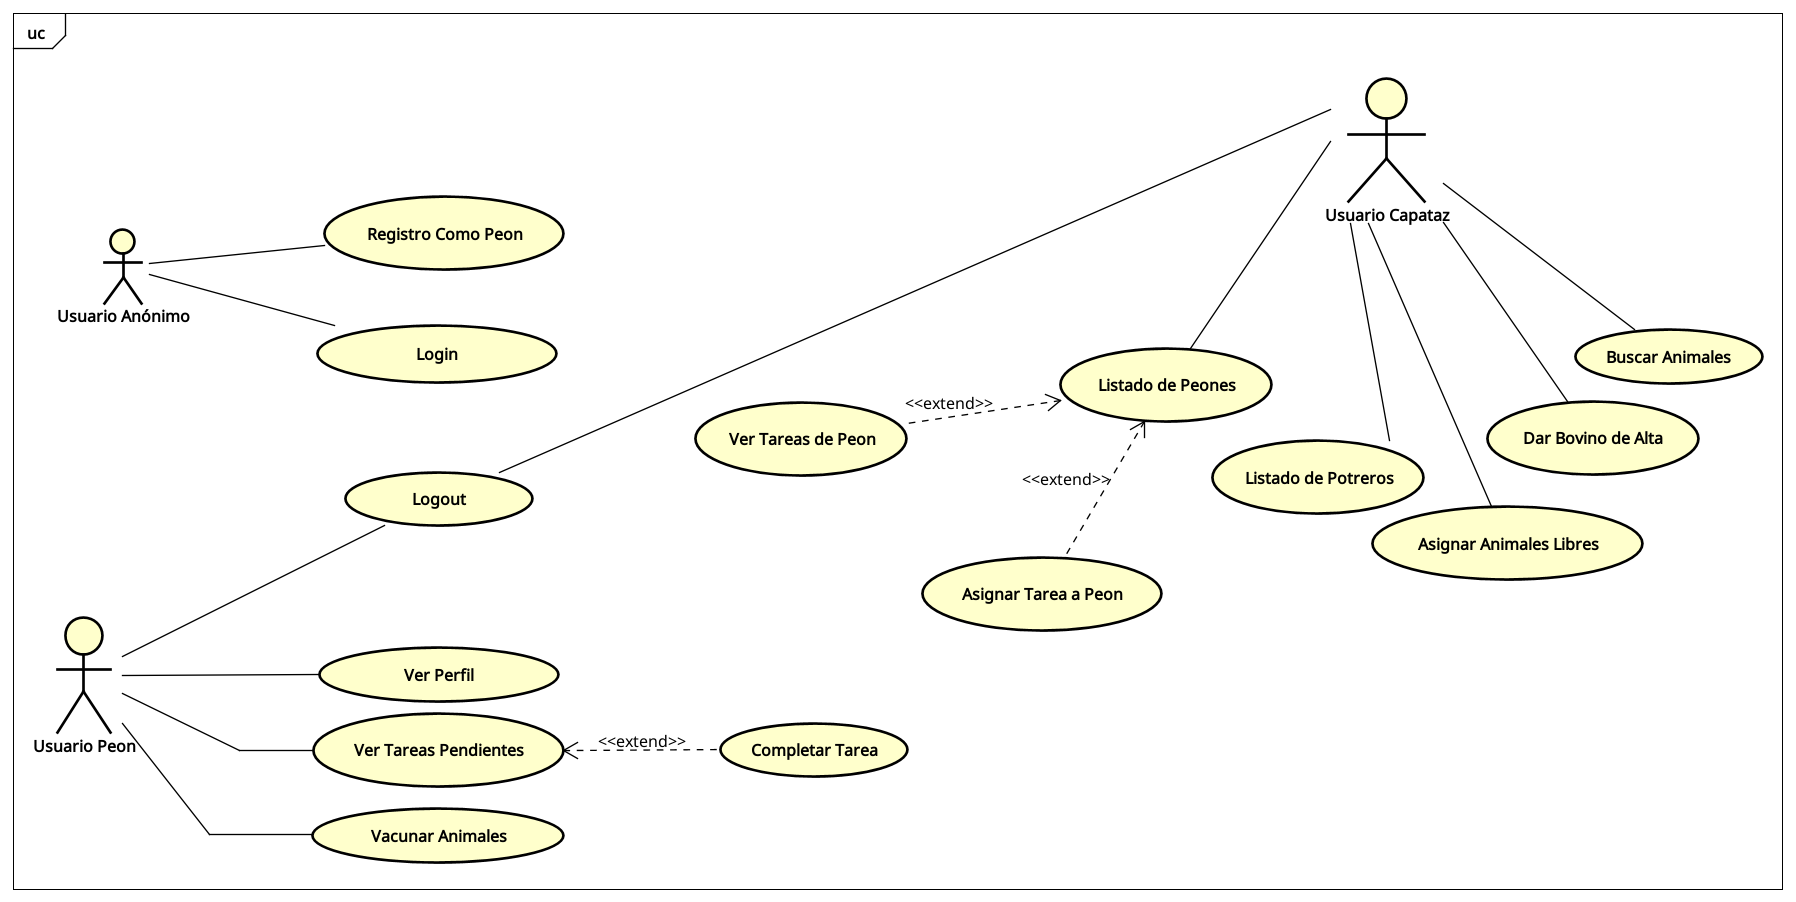 uc
Usuario Capataz
Registro Como Peon
Usuario Anónimo
Login
Buscar Animales
Listado de Peones
<<extend>>
Ver Tareas de Peon
Dar Bovino de Alta
Listado de Potreros
<<extend>>
Logout
Asignar Animales Libres
Asignar Tarea a Peon
Ver Perfil
Usuario Peon
Ver Tareas Pendientes
<<extend>>
Completar Tarea
Vacunar Animales